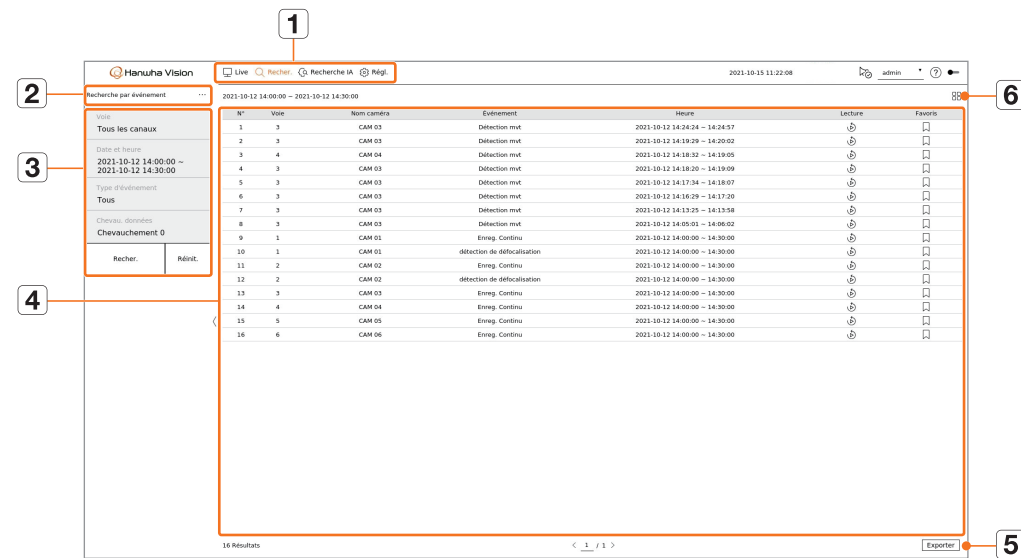 1
Hanwha Vision Live Recher. Recherche IA Régl. 2021-10-15 11:22:08 admin ?
2 Recherche par événement ... 2021-10-12 14:00:00 ~ 2021-10-12 14:30:00 6
N° Voie Nom caméra Événement Heure Lecture Favoris
Voie
Tous les canaux
3
Date et heure
2021-10-12 14:00:00 ~
2021-10-12 14:30:00
Type d'événement
Tous
Chevau. données
Chevauchement 0
Recher. Réinit.
1 3 CAM 03 Détection mvt 2021-10-12 14:24:24 ~ 14:24:57
2 3 CAM 03 Détection mvt 2021-10-12 14:19:29 ~ 14:20:02
3 4 CAM 04 Détection mvt 2021-10-12 14:18:32 ~ 14:19:05
4 3 CAM 03 Détection mvt 2021-10-12 14:18:20 ~ 14:19:09
5 3 CAM 03 Détection mvt 2021-10-12 14:17:34 ~ 14:18:07
6 3 CAM 03 Détection mvt 2021-10-12 14:16:29 ~ 14:17:20
7 3 CAM 03 Détection mvt 2021-10-12 14:13:25 ~ 14:13:58
8 3 CAM 03 Détection mvt 2021-10-12 14:05:01 ~ 14:06:02
9 1 CAM 01 Enreg. Continu 2021-10-12 14:00:00 ~ 14:30:00
10 1 CAM 01 détection de défocalisation 2021-10-12 14:00:00 ~ 14:30:00
11 2 CAM 02 Enreg. Continu 2021-10-12 14:00:00 ~ 14:30:00
12 2 CAM 02 détection de défocalisation 2021-10-12 14:00:00 ~ 14:30:00
13 3 CAM 03 Enreg. Continu 2021-10-12 14:00:00 ~ 14:30:00
14 4 CAM 04 Enreg. Continu 2021-10-12 14:00:00 ~ 14:30:00
15 5 CAM 05 Enreg. Continu 2021-10-12 14:00:00 ~ 14:30:00
16 6 CAM 06 Enreg. Continu 2021-10-12 14:00:00 ~ 14:30:00
4
16 Résultats < 1 / 1 > Exporter 5